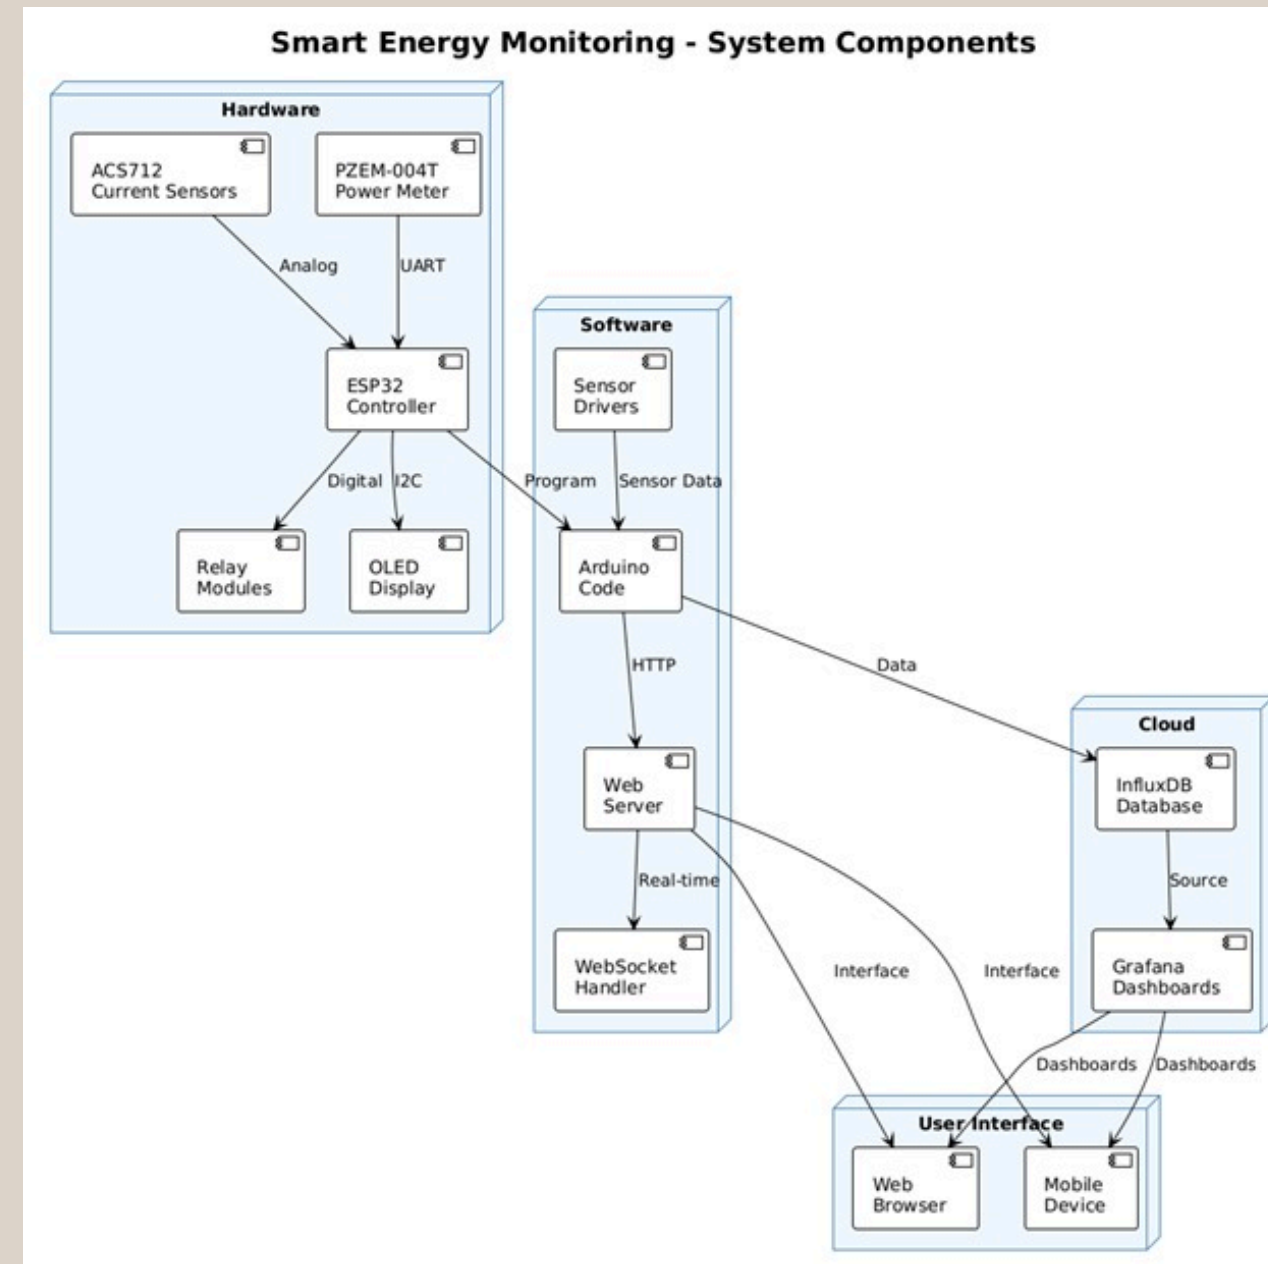 Smart Energy Monitoring - System Components
Hardware
ACS712
Current Sensors
PZEM-004T
Power Meter
Analog
UART
ESP32
Controller
Digital
I2C
Program
Relay
Modules
OLED
Display
Software
Sensor
Drivers
Sensor Data
Arduino
Code
HTTP
Data
Web
Server
Real-time
WebSocket
Handler
Cloud
InfluxDB
Database
Source
Grafana
Dashboards
Interface
Interface
Dashboards
Dashboards
User Interface
Web
Browser
Mobile
Device